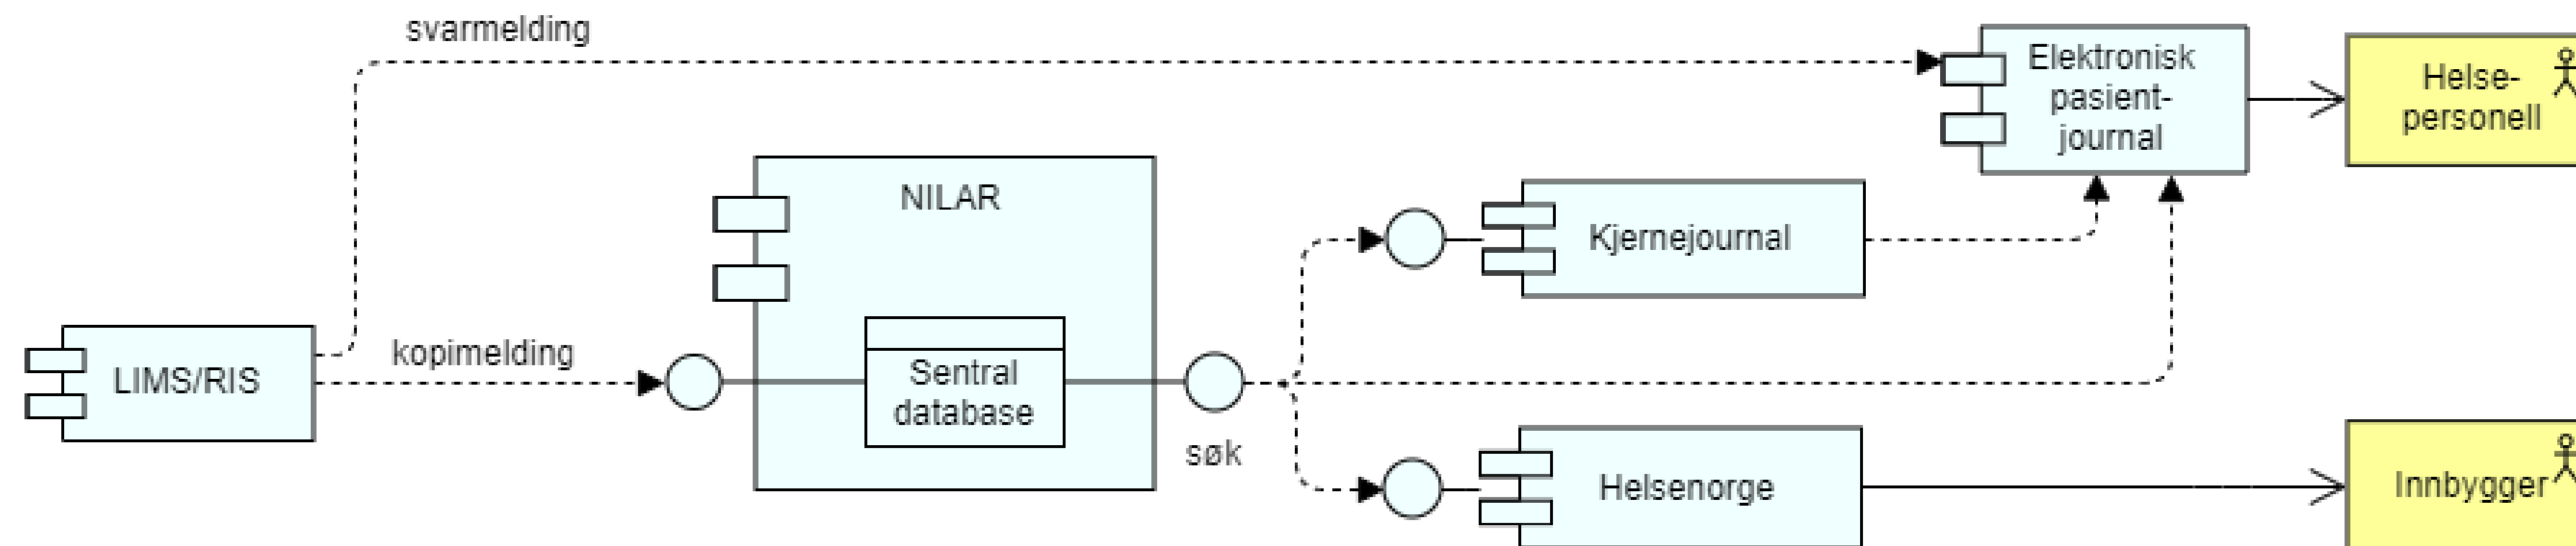 svarmelding
Elektronisk
pasient-
journal
Helse-
personell
NILAR
Kjernejournal
kopimelding
LIMS/RIS
Sentral
database
søk
Helsenorge
Innbygger